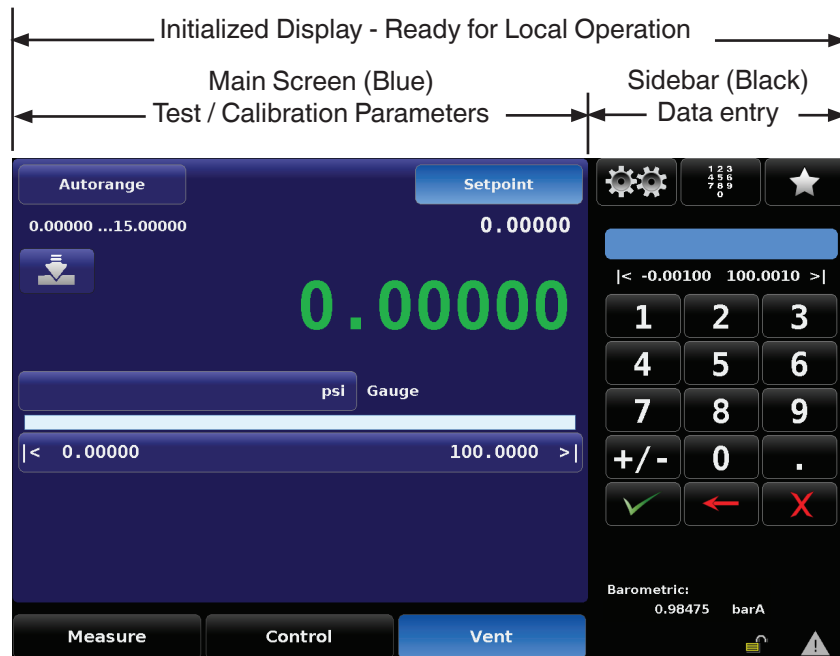 Initialized Display - Ready for Local Operation
Main Screen (Blue)
Test / Calibration Parameters
Sidebar (Black)
Data entry
Autorange
Setpoint
0.00000 ...15.00000
0.00000
0.00000
psi Gauge
|< 0.00000 100.0000 >|
Measure Control Vent
1 2 3
4 5 6
7 8 9
0
|< -0.00100 100.0010 >|
1 2 3
4 5 6
7 8 9
+/- 0 .
Barometric:
0.98475 barA